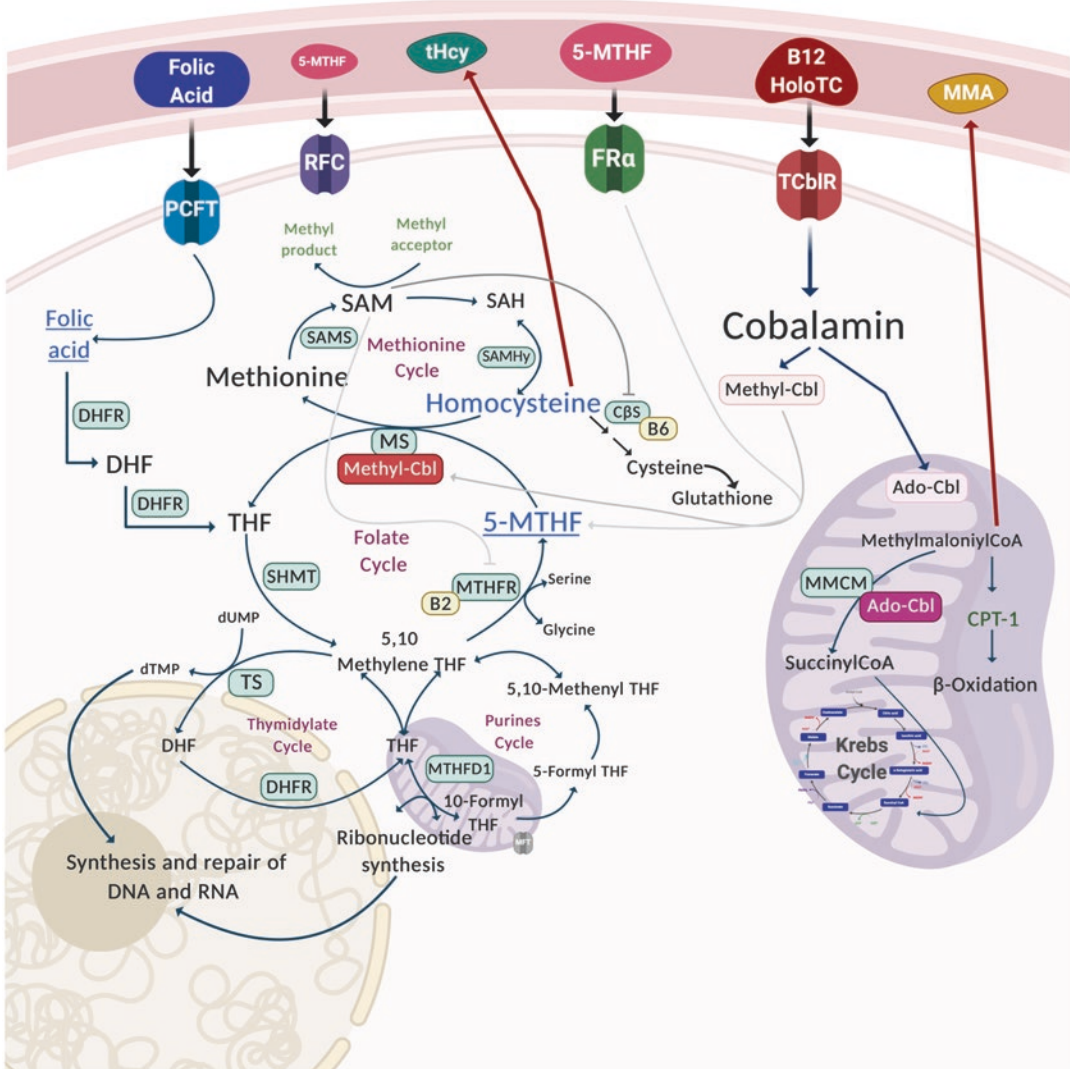 Folic
Acid
5-MTHF
tHcy
5-MTHF
B12
HoloTC
MMA
PCFT
RFC
FRα
TCblR
Methyl
product
Methyl
acceptor
SAM
SAH
Folic
acid
SAMS
Methionine
Cycle
SAMHy
Cobalamin
Methionine
Homocysteine
Methyl-Cbl
DHFR
CβS
B6
MS
Methyl-Cbl
DHF
Cysteine
Glutathione
DHFR
Ado-Cbl
THF
Folate
Cycle
5-MTHF
MethylmaloniylCoA
SHMT
MTHFR
B2
Serine
Glycine
MMCM
Ado-Cbl
CPT-1
dUMP
5,10
Methylene THF
dTMP
TS
SuccinylCoA
β-Oxidation
5,10-Methenyl THF
Thymidylate
Cycle
Purines
Cycle
DHF
THF
Krebs
Cycle
MTHFD1
5-Formyl THF
DHFR
10-Formyl
THF
Ribonucleotide
synthesis
MFT
Synthesis and repair of
DNA and RNA